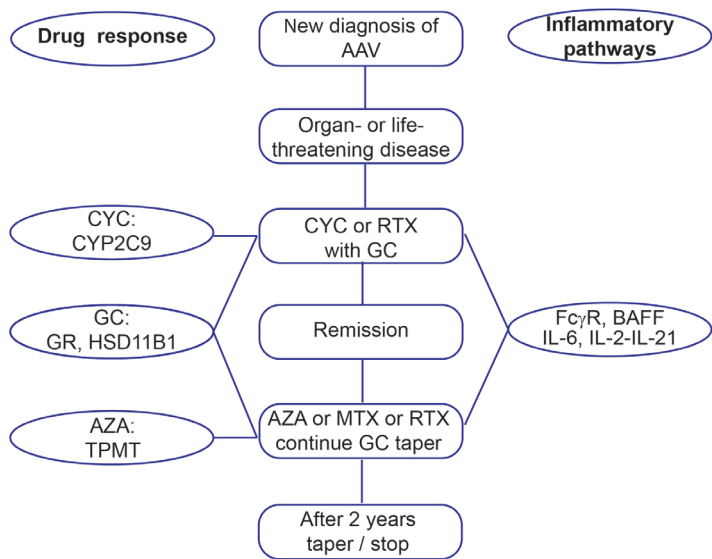 Drug response
New diagnosis of
AAV
Inflammatory
pathways
Organ- or life-
threatening disease
CYC:
CYP2C9
CYC or RTX
with GC
GC:
GR, HSD11B1
Remission
FcγR, BAFF
IL-6, IL-2-IL-21
AZA:
TPMT
AZA or MTX or RTX
continue GC taper
After 2 years
taper / stop